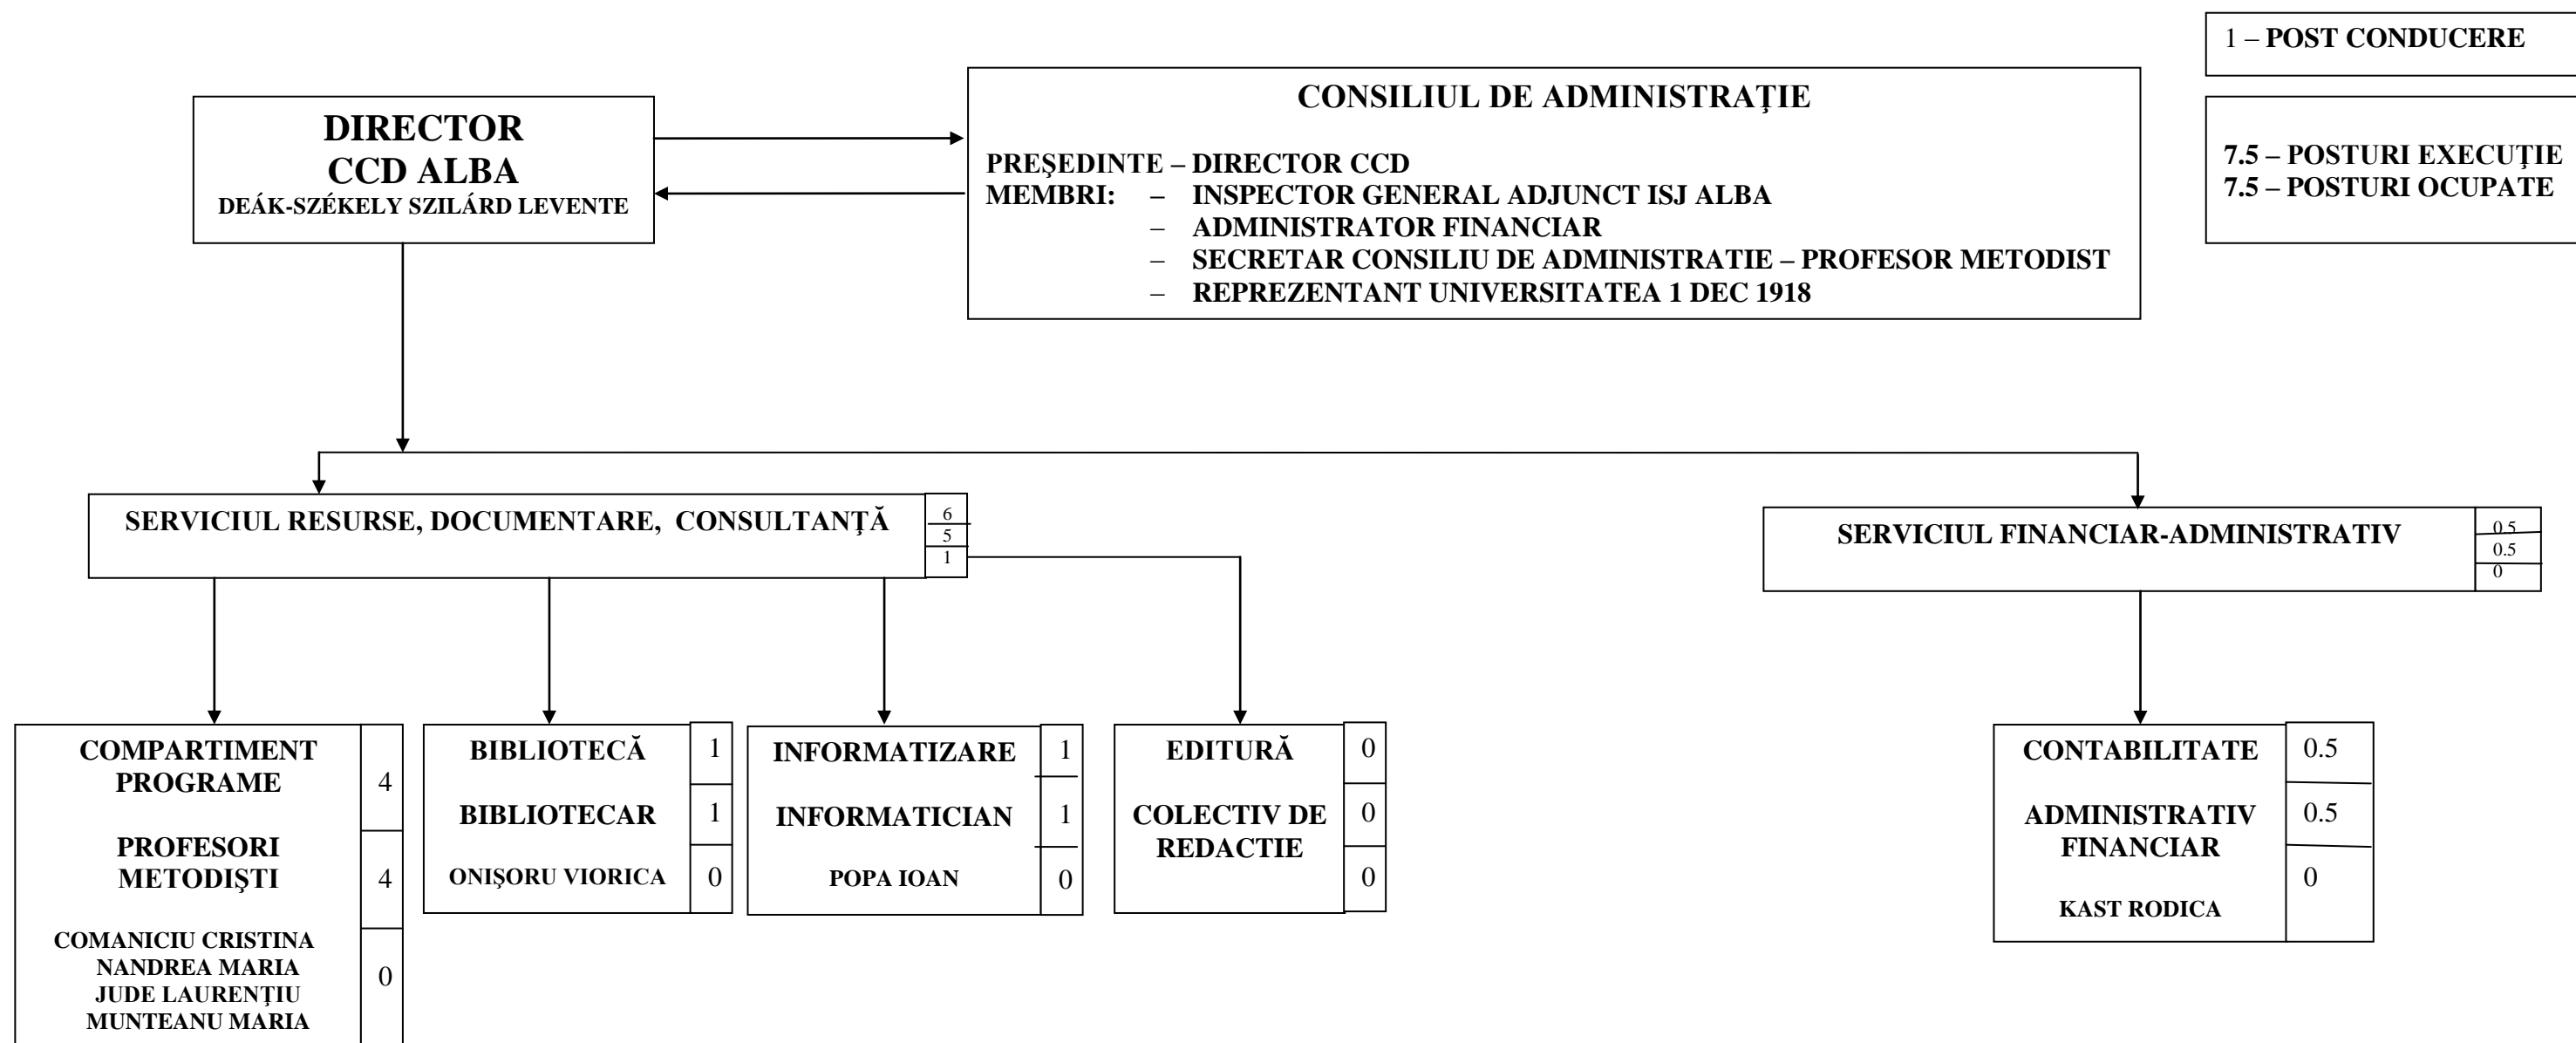 1 – POST CONDUCERE
DIRECTOR
CCD ALBA
DEÁK-SZÉKELY SZILÁRD LEVENTE
CONSILIUL DE ADMINISTRAŢIE
PREŞEDINTE – DIRECTOR CCD
MEMBRI: – INSPECTOR GENERAL ADJUNCT ISJ ALBA
– ADMINISTRATOR FINANCIAR
– SECRETAR CONSILIU DE ADMINISTRATIE – PROFESOR METODIST
– REPREZENTANT UNIVERSITATEA 1 DEC 1918
7.5 – POSTURI EXECUŢIE
7.5 – POSTURI OCUPATE
SERVICIUL RESURSE, DOCUMENTARE, CONSULTANŢĂ
6
5
1
SERVICIUL FINANCIAR-ADMINISTRATIV
0.5
0.5
0
COMPARTIMENT
PROGRAME
PROFESORI
METODIŞTI
COMANICIU CRISTINA
NANDREA MARIA
JUDE LAURENŢIU
MUNTEANU MARIA
4
4
0
BIBLIOTECĂ
BIBLIOTECAR
ONIŞORU VIORICA
1
1
0
INFORMATIZARE
INFORMATICIAN
POPA IOAN
1
1
0
EDITURĂ
COLECTIV DE
REDACTIE
0
0
0
CONTABILITATE
ADMINISTRATIV
FINANCIAR
KAST RODICA
0.5
0.5
0